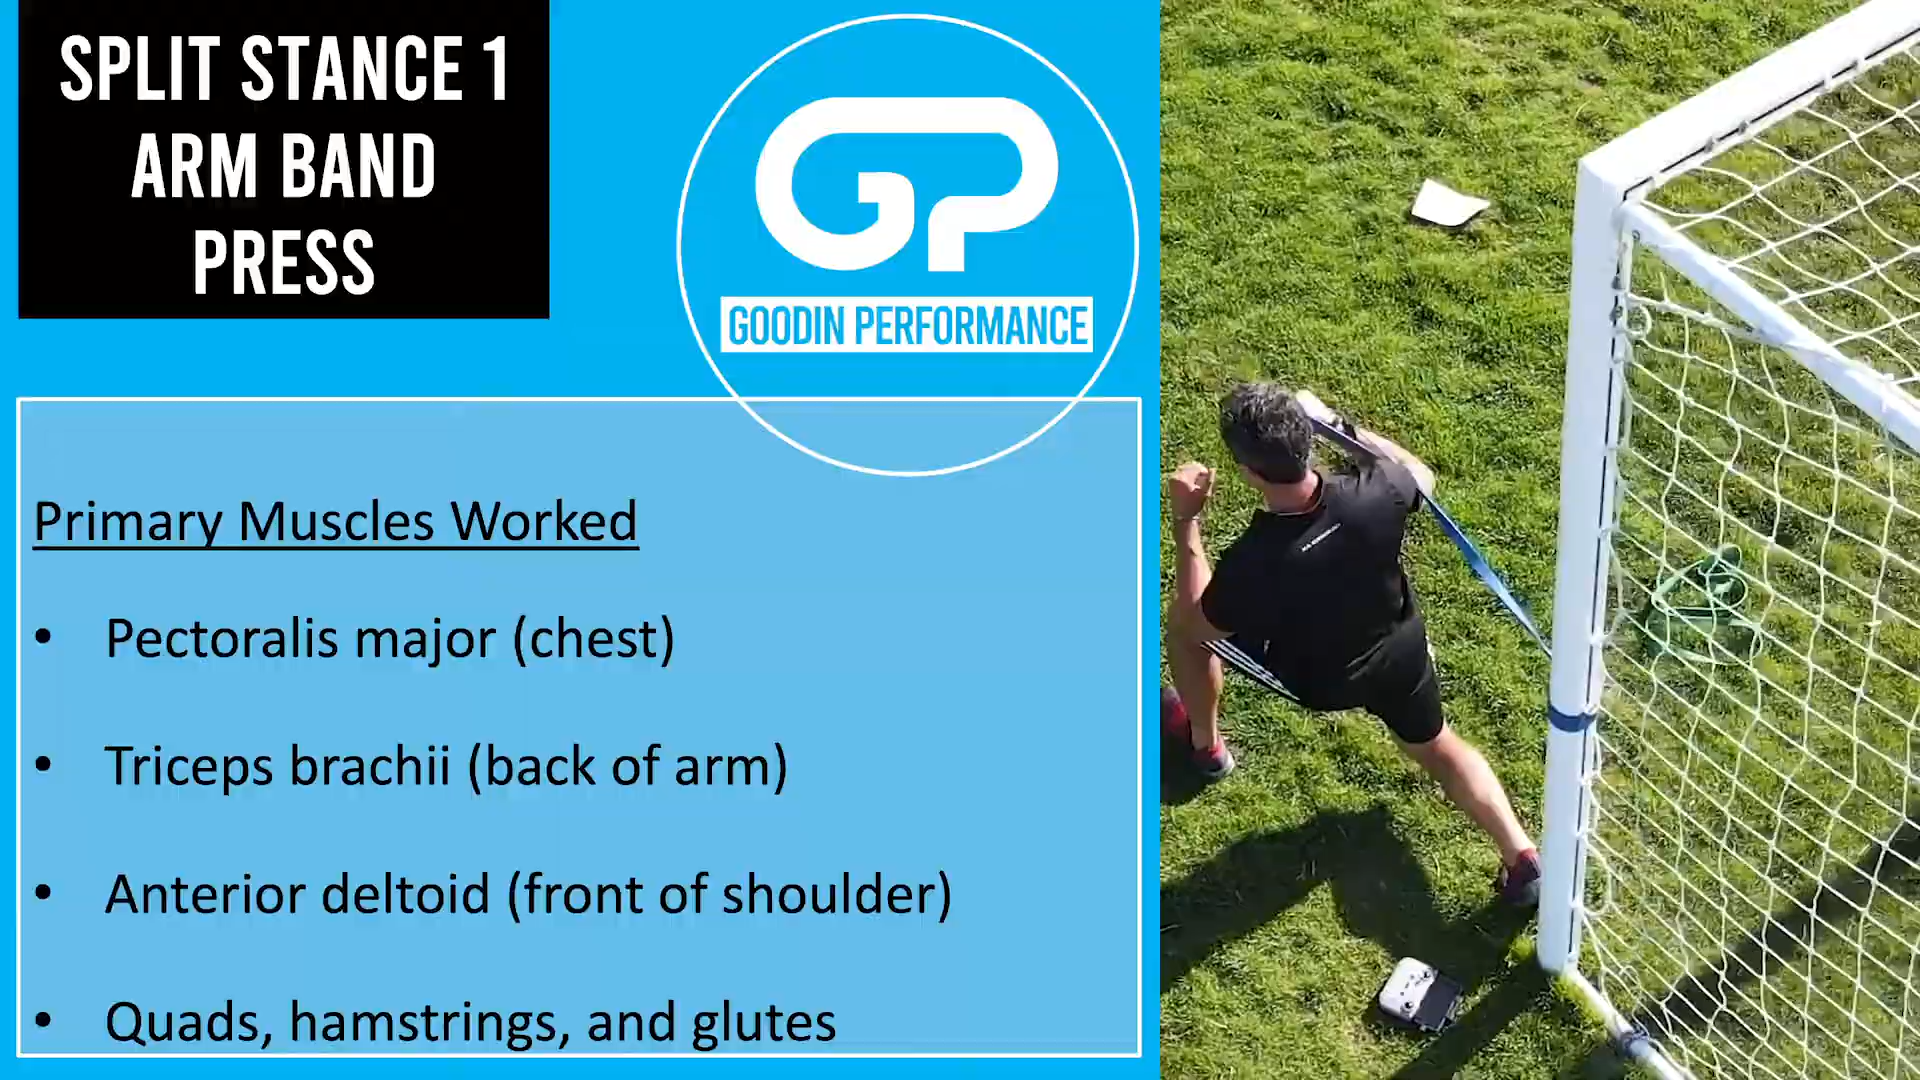 SPLIT STANCE 1
ARM BAND
PRESS
GP
GOODIN PERFORMANCE
Primary Muscles Worked
• Pectoralis major (chest)
• Triceps brachii (back of arm)
• Anterior deltoid (front of shoulder)
• Quads, hamstrings, and glutes